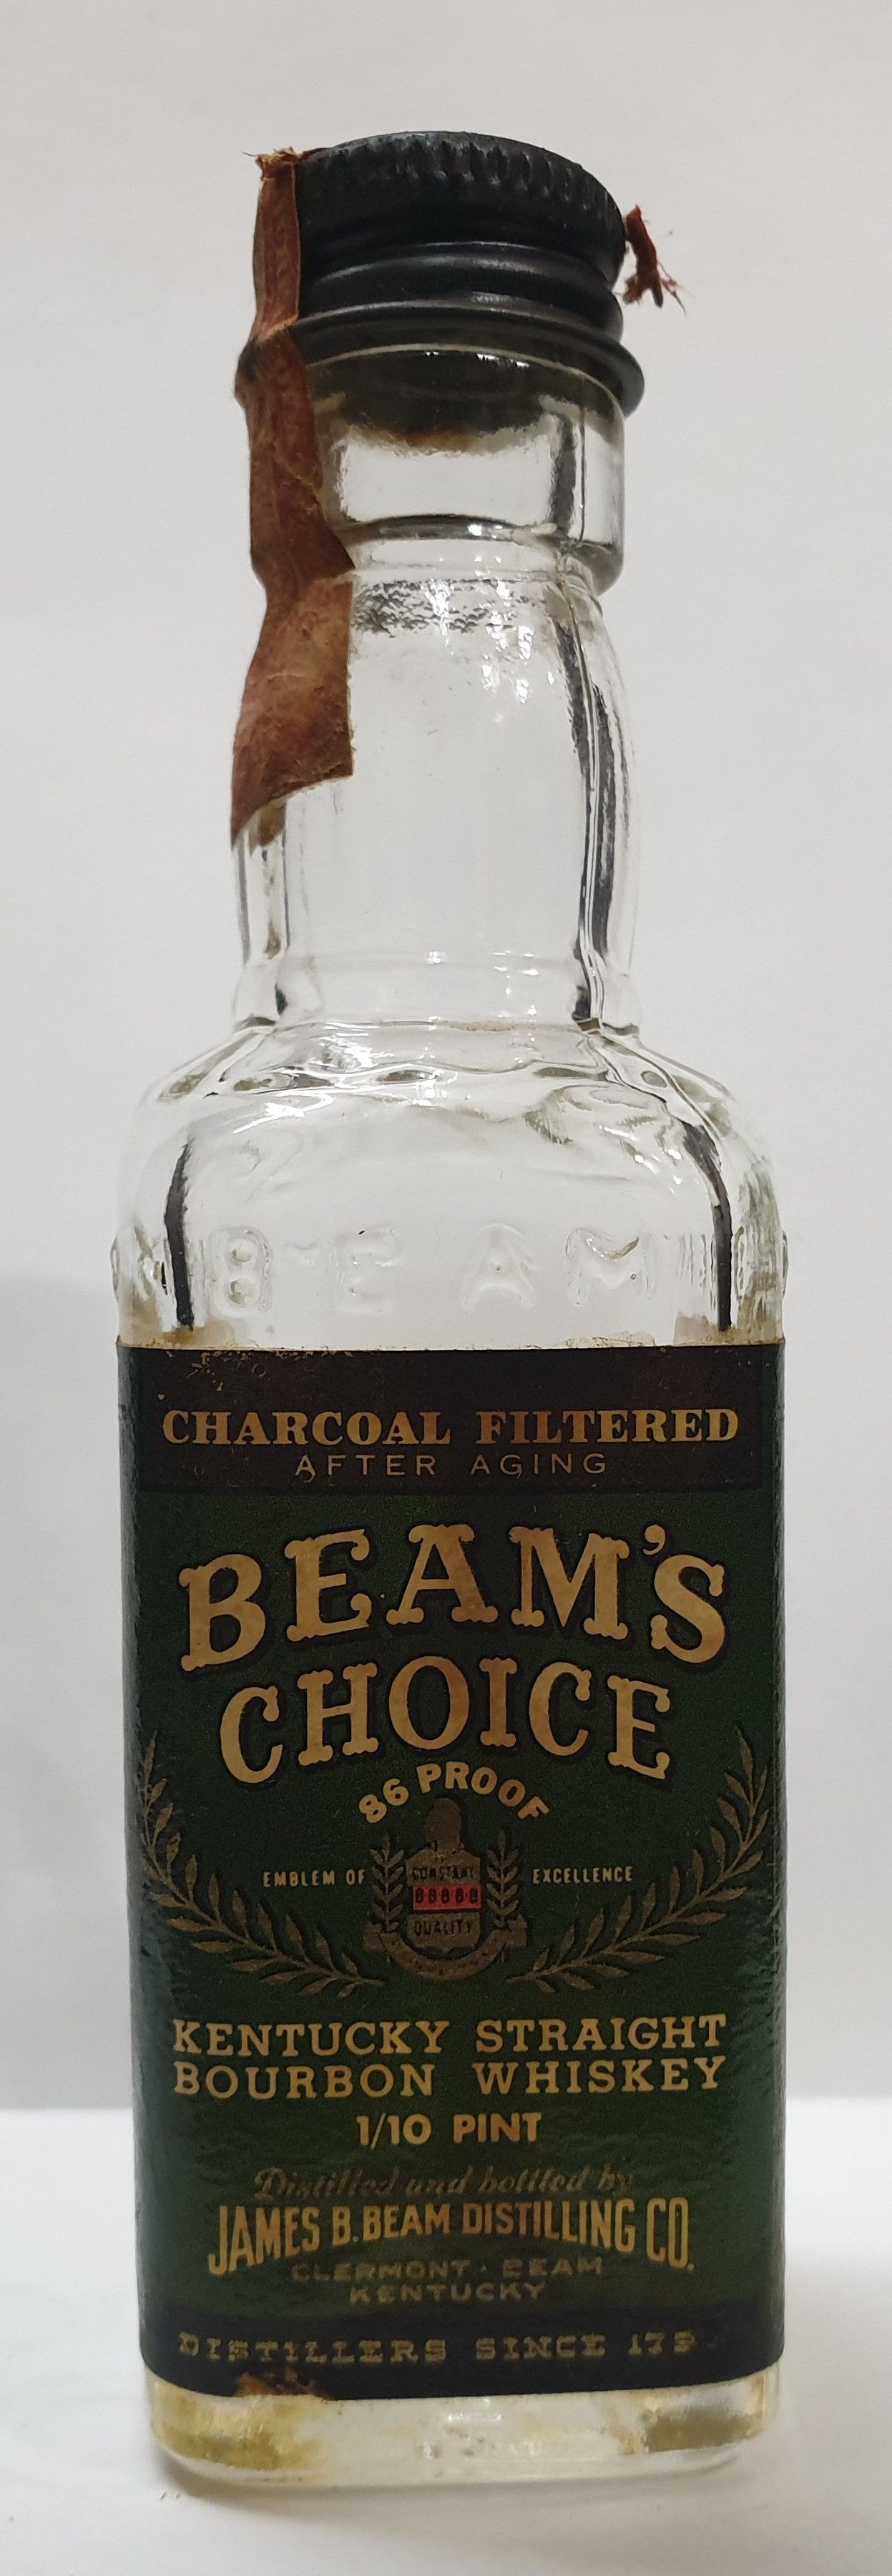 BEAM
CHARCOAL FILTERED
AFTER AGING
BEAM'S
CHOICE
86 PROOF
EMBLEM OF EXCELLENCE
CONSTANT
BBBBB
QUALITY
KENTUCKY STRAIGHT
BOURBON WHISKEY
1/10 PINT
Distilled and bottled by
JAMES B. BEAM DISTILLING CO.
CLERMONT · BEAM
KENTUCKY
DISTILLERS SINCE